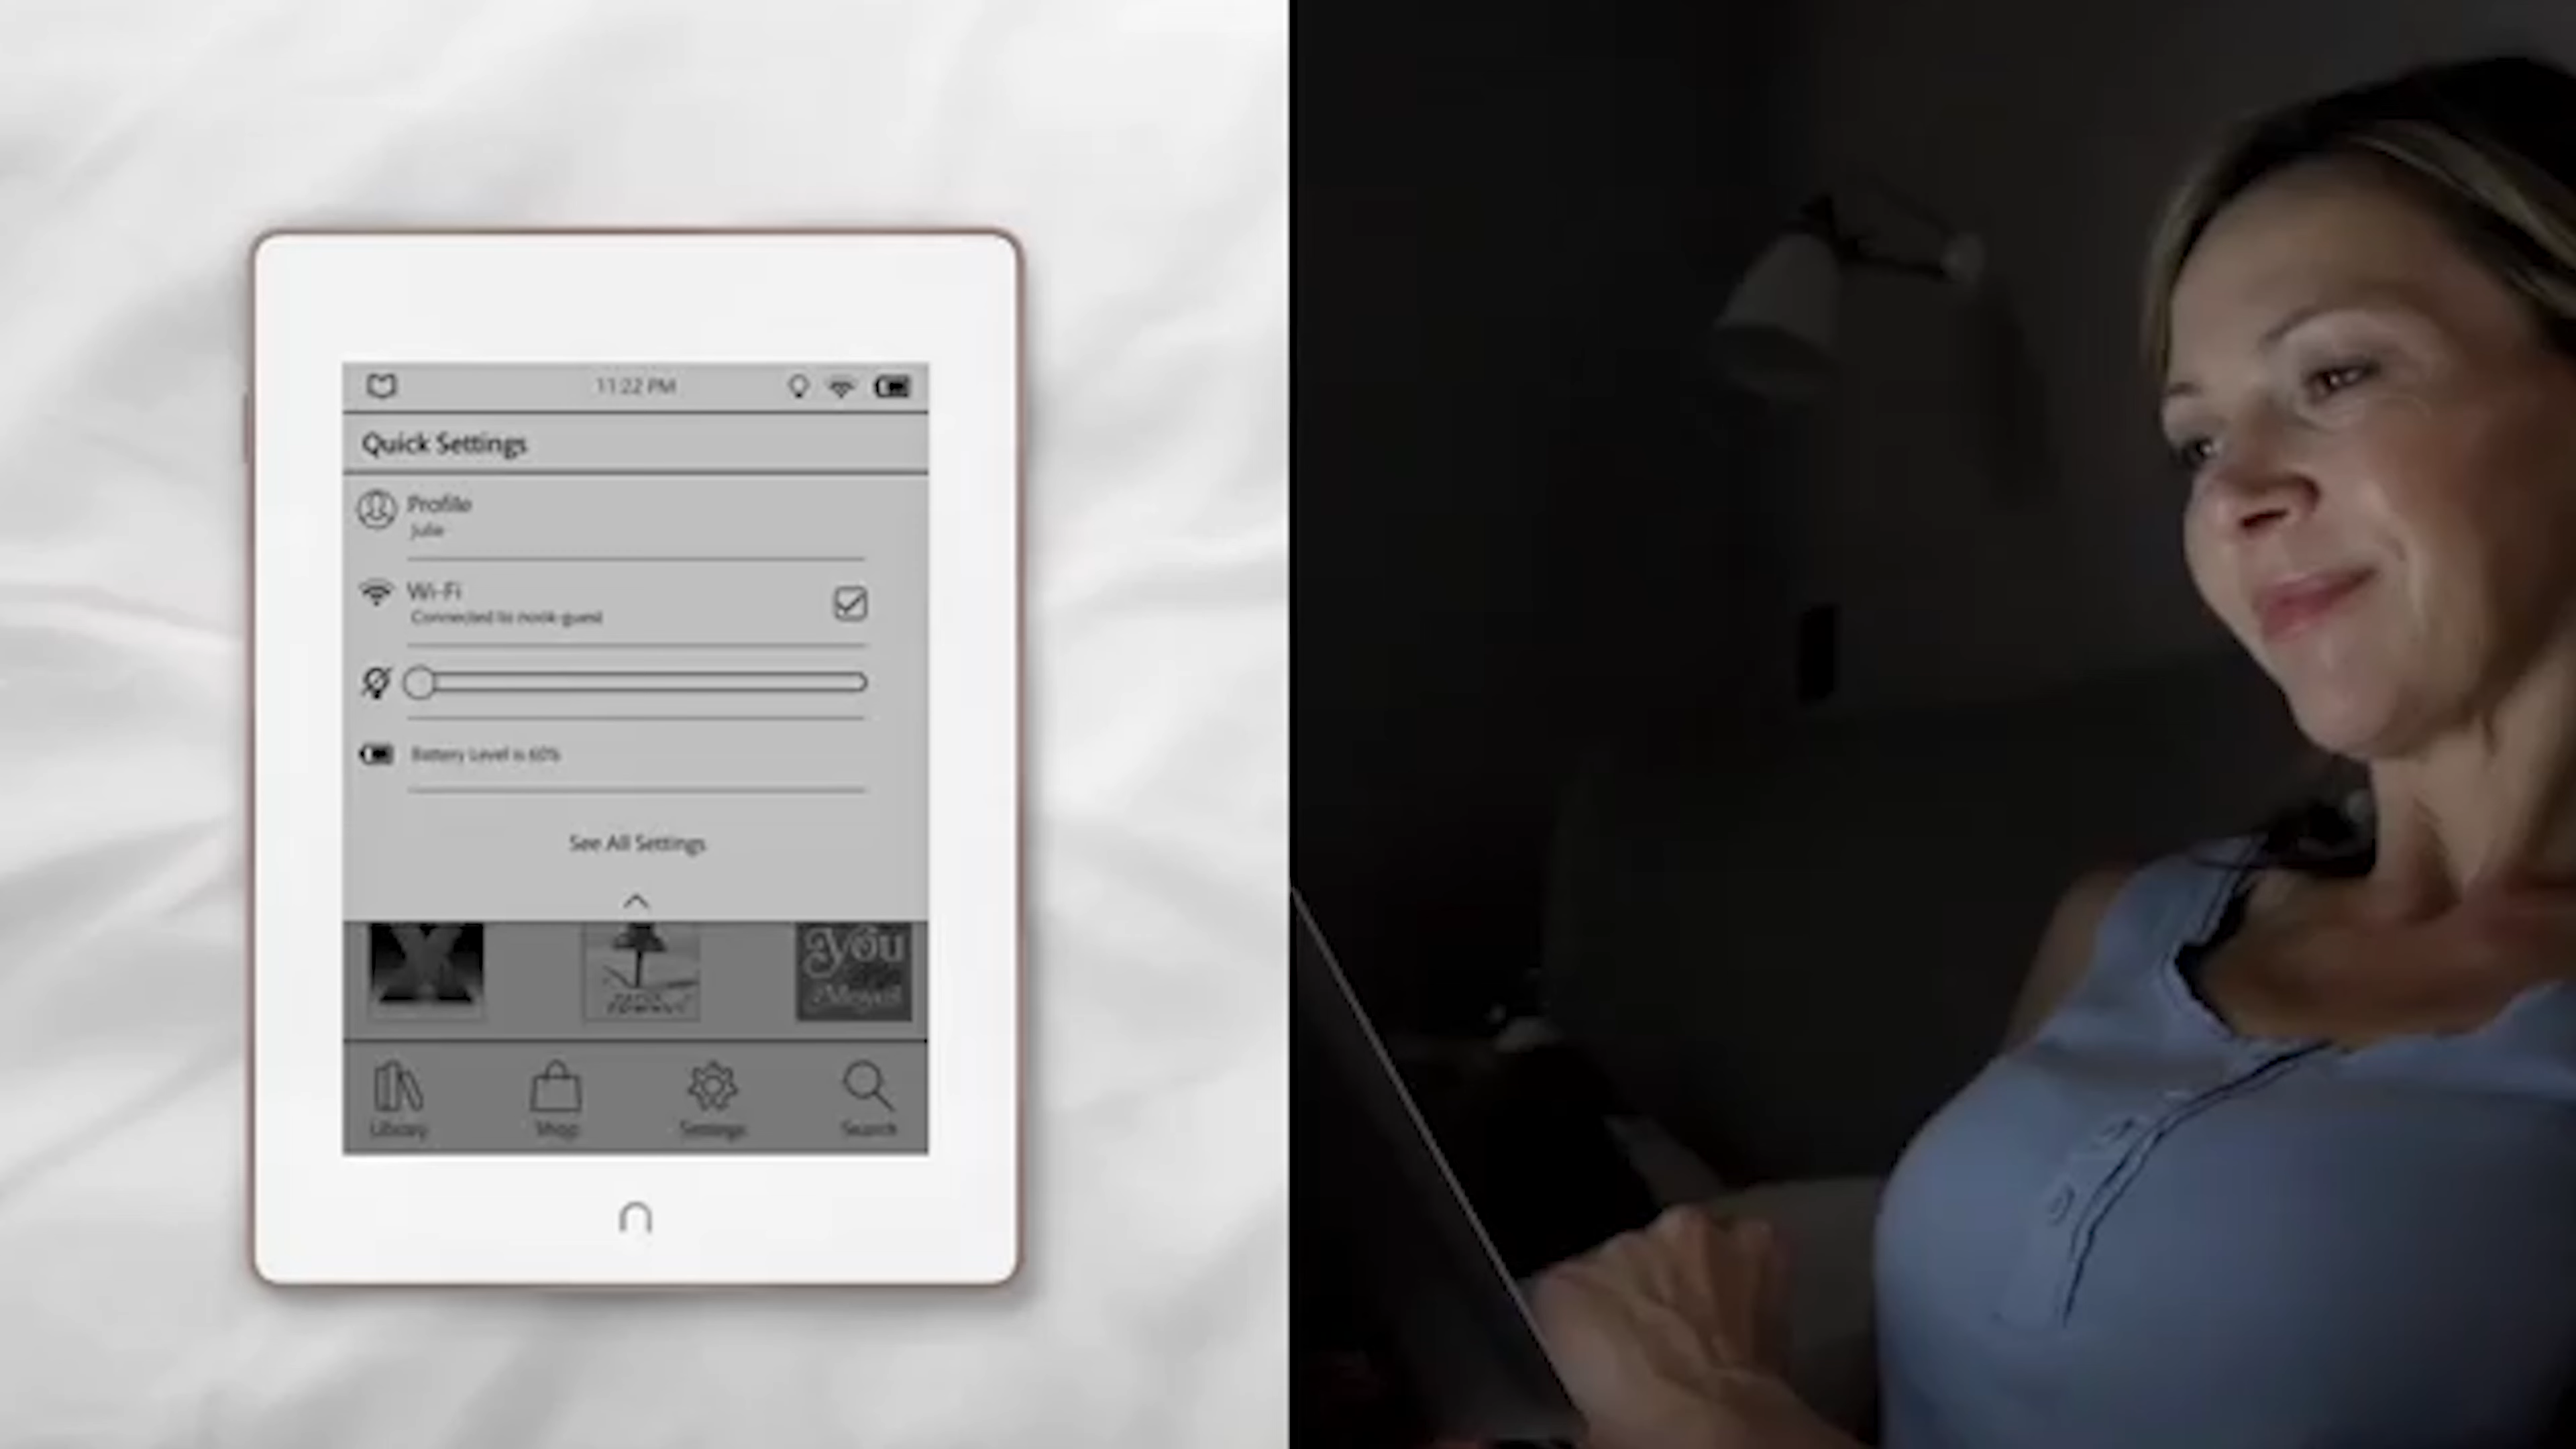 11:22 PM
Quick Settings
Profile
Julie
Wi-Fi
Connected to nook-guest
Battery Level is 60%
See All Settings
you
Library
Shop
Settings
Search